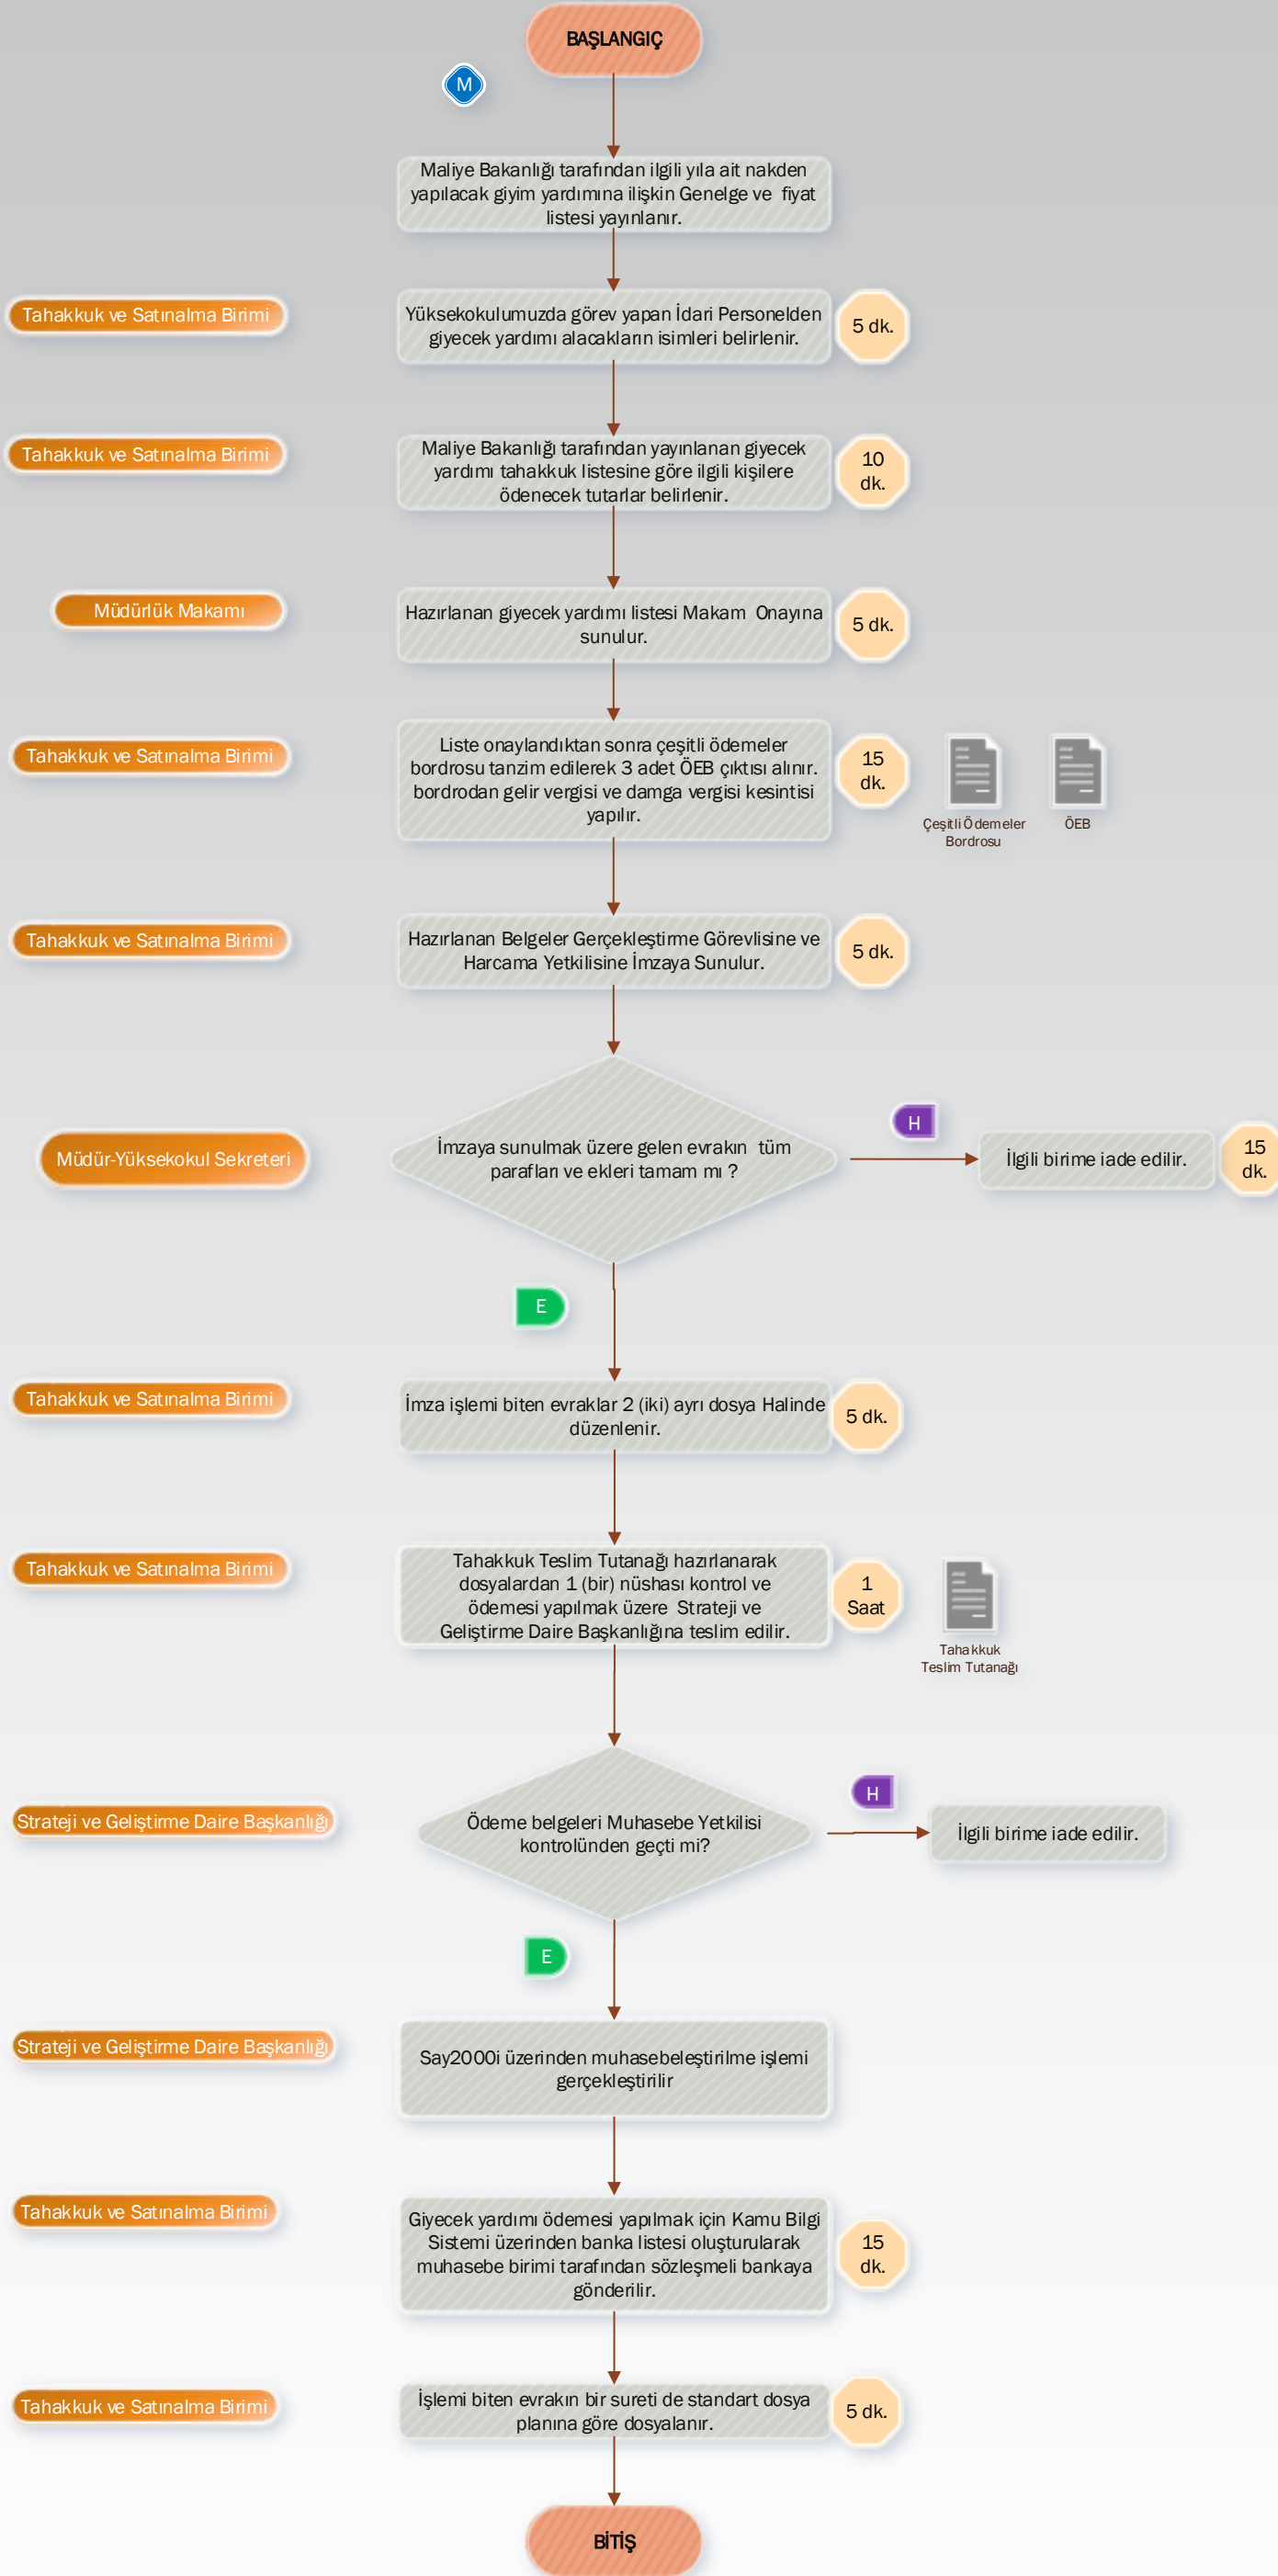 BAŞLANGIÇ
M
Maliye Bakanlığı tarafından ilgili yıla ait nakden
yapılacak giyim yardımına ilişkin Genelge ve fiyat
listesi yayınlanır.
Tahakkuk ve Satınalma Birimi
Yüksekokulumuzda görev yapan İdari Personelden
giyecek yardımı alacakların isimleri belirlenir.
5 dk.
Tahakkuk ve Satınalma Birimi
Maliye Bakanlığı tarafından yayınlanan giyecek
yardımı tahakkuk listesine göre ilgili kişilere
ödenecek tutarlar belirlenir.
10
dk.
Müdürlük Makamı
Hazırlanan giyecek yardımı listesi Makam Onayına
sunulur.
5 dk.
Tahakkuk ve Satınalma Birimi
Liste onaylandıktan sonra çeşitli ödemeler
bordrosu tanzim edilerek 3 adet ÖEB çıktısı alınır.
bordrodan gelir vergisi ve damga vergisi kesintisi
yapılır.
15
dk.
Çeşitli Ödemeler
Bordrosu
ÖEB
Tahakkuk ve Satınalma Birimi
Hazırlanan Belgeler Gerçekleştirme Görevlisine ve
Harcama Yetkilisine İmzaya Sunulur.
5 dk.
Müdür-Yüksekokul Sekreteri
İmzaya sunulmak üzere gelen evrakın tüm
parafları ve ekleri tamam mı ?
H
İlgili birime iade edilir.
15
dk.
E
Tahakkuk ve Satınalma Birimi
İmza işlemi biten evraklar 2 (iki) ayrı dosya Halinde
düzenlenir.
5 dk.
Tahakkuk ve Satınalma Birimi
Tahakkuk Teslim Tutanağı hazırlanarak
dosyalardan 1 (bir) nüshası kontrol ve
ödemesi yapılmak üzere Strateji ve
Geliştirme Daire Başkanlığına teslim edilir.
1
Saat
Tahakkuk
Teslim Tutanağı
Strateji ve Geliştirme Daire Başkanlığı
Ödeme belgeleri Muhasebe Yetkilisi
kontrolünden geçti mi?
H
İlgili birime iade edilir.
E
Strateji ve Geliştirme Daire Başkanlığı
Say2000i üzerinden muhasebeleştirilme işlemi
gerçekleştirilir
Tahakkuk ve Satınalma Birimi
Giyecek yardımı ödemesi yapılmak için Kamu Bilgi
Sistemi üzerinden banka listesi oluşturularak
muhasebe birimi tarafından sözleşmeli bankaya
gönderilir.
15
dk.
Tahakkuk ve Satınalma Birimi
İşlemi biten evrakın bir sureti de standart dosya
planına göre dosyalanır.
5 dk.
BİTİŞ